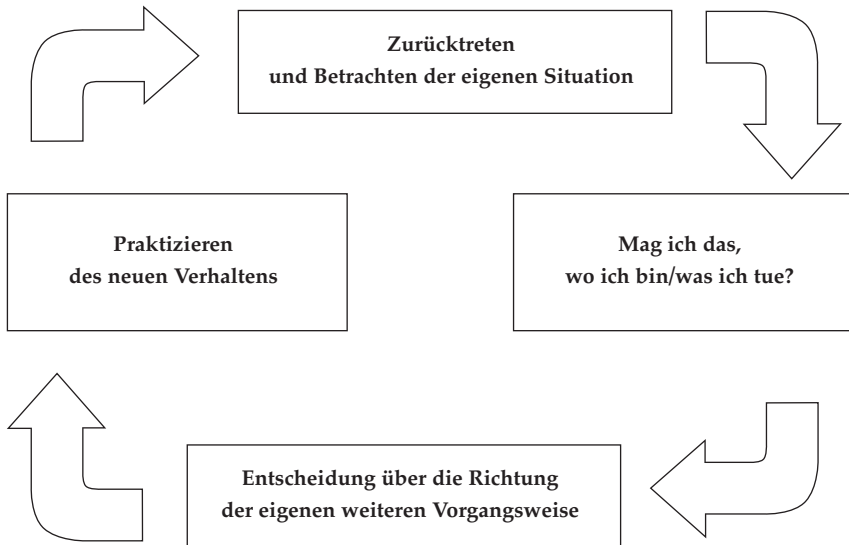 Zurücktreten
und Betrachten der eigenen Situation
Mag ich das,
wo ich bin/was ich tue?
Entscheidung über die Richtung
der eigenen weiteren Vorgangsweise
Praktizieren
des neuen Verhaltens